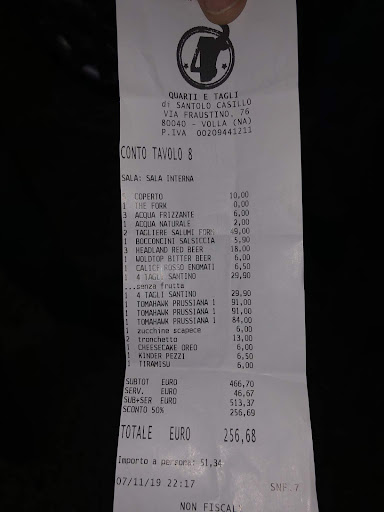 4
QUARTI E TAGLI
di SANTOLO CASILLO
VIA FRAUSTINO, 76
80040 - VOLLA (NA)
P.IVA 00209441211
CONTO TAVOLO 8
SALA: SALA INTERNA
5 COPERTO 10,00
1 THE FORK 0,00
3 ACQUA FRIZZANTE 6,00
1 ACQUA NATURALE 2,00
2 TAGLIERE SALUMI FORM 49,00
1 BOCCONCINI SALSICCIA 5,90
3 HEADLAND RED BEER 18,00
1 WOLDTOP BITTER BEER 6,00
1 CALICE ROSSO ENOMATI 6,50
1 4 TAGLI SANTINO 29,90
...senza frutta
1 4 TAGLI SANTINO 29,90
1 TOMAHAWK PRUSSIANA 1 91,00
1 TOMAHAWK PRUSSIANA 1 91,00
1 TOMAHAWK PRUSSIANA 1 84,00
1 zucchine scapece 6,00
2 tronchetto 13,00
1 CHEESECAKE OREO 6,00
1 KINDER PEZZI 6,50
1 TIRAMISU 6,00
SUBTOT EURO 466,70
SERV. EURO 46,67
SUB+SER EURO 513,37
SCONTO 50% 256,69
TOTALE EURO 256,68
Importo a persona: 51,34
07/11/19 22:17
NON FISCAL